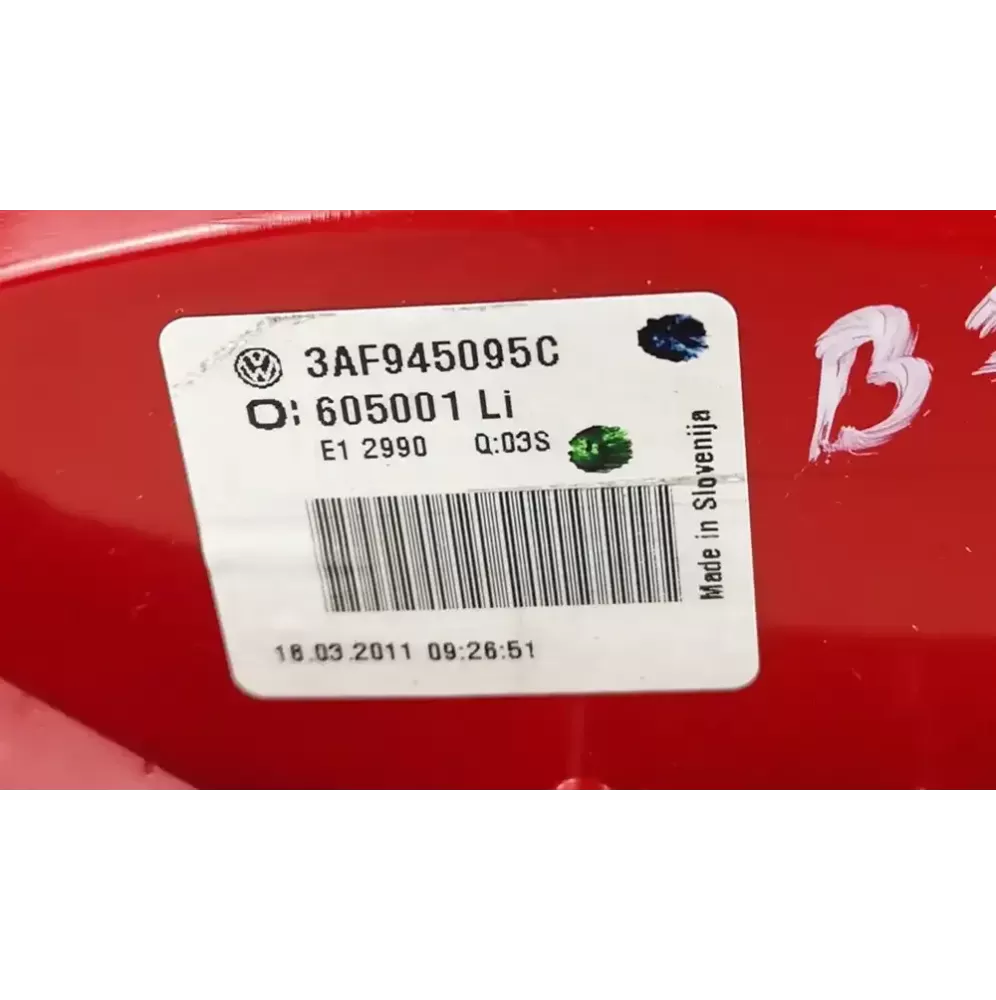 3AF945095C
605001 Li
E1 2990 Q:03S
Made in Slovenija
18.03.2011 09:26:51
B